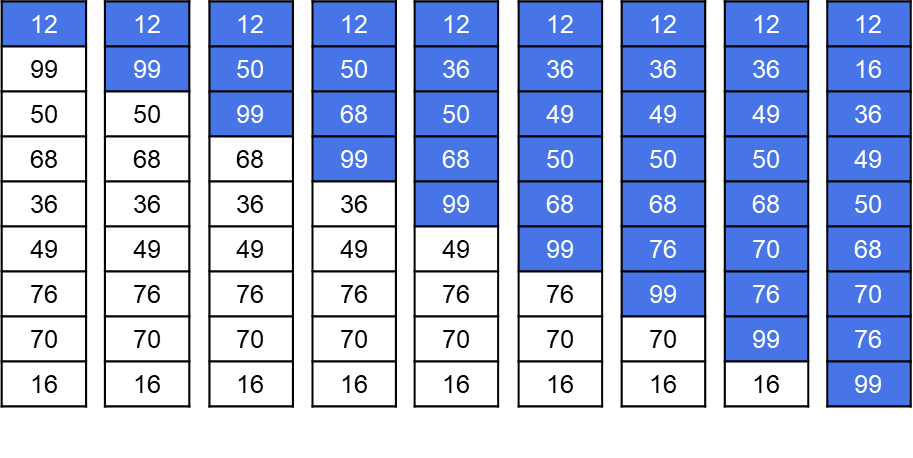 12 12 12 12 12 12 12 12 12
99 99 50 50 36 36 36 36 16
50 50 99 68 50 49 49 49 36
68 68 68 99 68 50 50 50 49
36 36 36 36 99 68 68 68 50
49 49 49 49 49 99 76 70 68
76 76 76 76 76 76 99 76 70
70 70 70 70 70 70 70 99 76
16 16 16 16 16 16 16 16 99